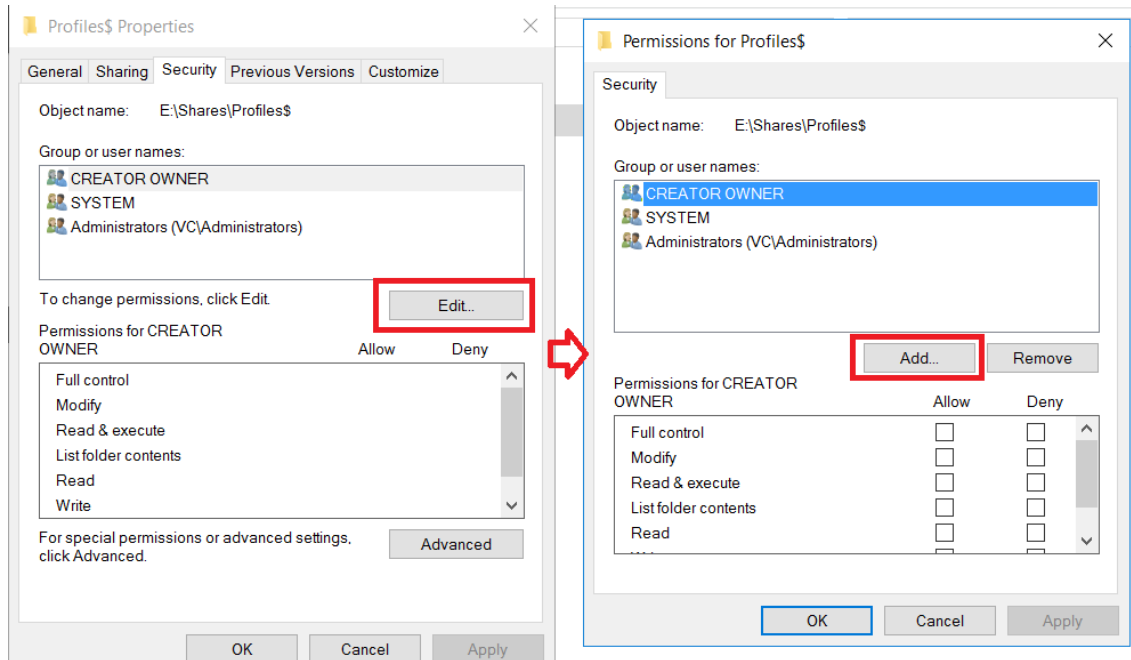 Profiles$ Properties
General Sharing Security Previous Versions Customize
Object name: E:\Shares\Profiles$
Group or user names:
CREATOR OWNER
SYSTEM
Administrators (VC\Administrators)
To change permissions, click Edit.
Edit...
Permissions for CREATOR
OWNER Allow Deny
Full control
Modify
Read & execute
List folder contents
Read
Write
For special permissions or advanced settings,
click Advanced.
Advanced
OK Cancel Apply
Permissions for Profiles$
Security
Object name: E:\Shares\Profiles$
Group or user names:
CREATOR OWNER
SYSTEM
Administrators (VC\Administrators)
Add... Remove
Permissions for CREATOR
OWNER Allow Deny
Full control
Modify
Read & execute
List folder contents
Read
OK Cancel Apply